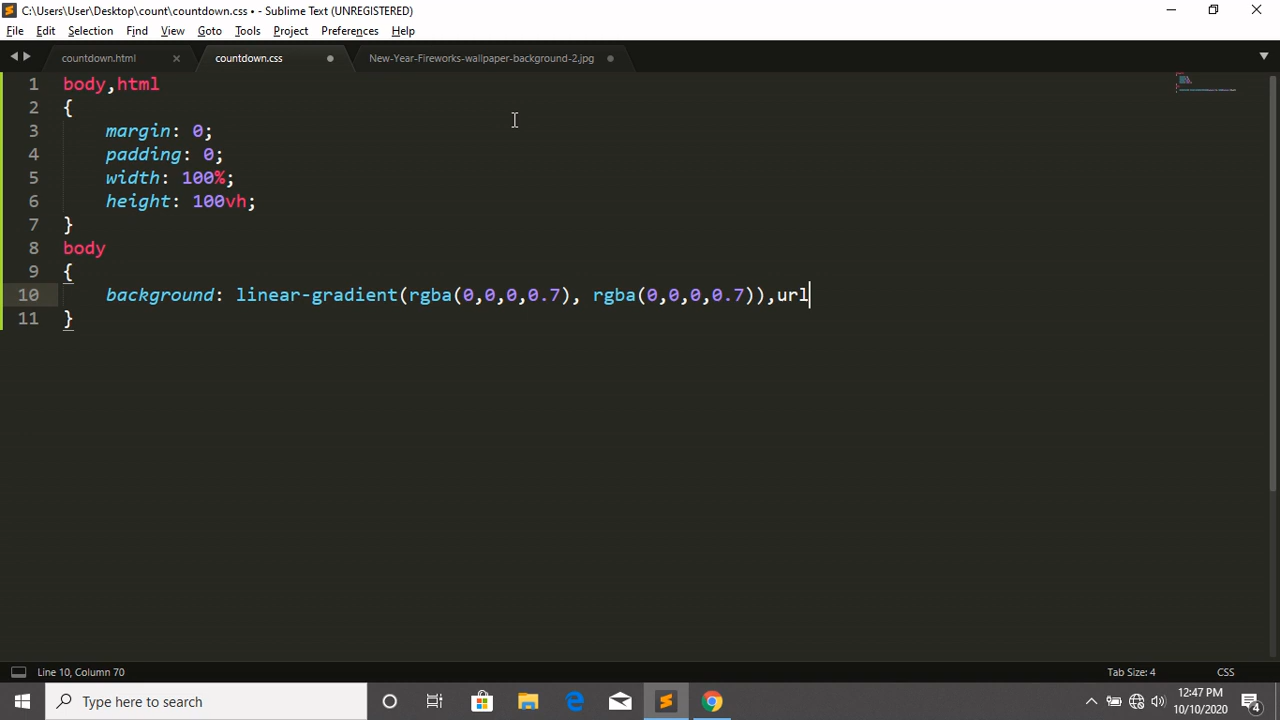 C:\Users\User\Desktop\count\countdown.css • - Sublime Text (UNREGISTERED)
File Edit Selection Find View Goto Tools Project Preferences Help
countdown.html countdown.css New-Year-Fireworks-wallpaper-background-2.jpg
1 body,html
2 {
3 margin: 0;
4 padding: 0;
5 width: 100%;
6 height: 100vh;
7 }
8 body
9 {
10 background: linear-gradient(rgba(0,0,0,0.7), rgba(0,0,0,0.7)),url
11 }
Line 10, Column 70 Tab Size: 4 CSS
Type here to search 12:47 PM
10/10/2020 4